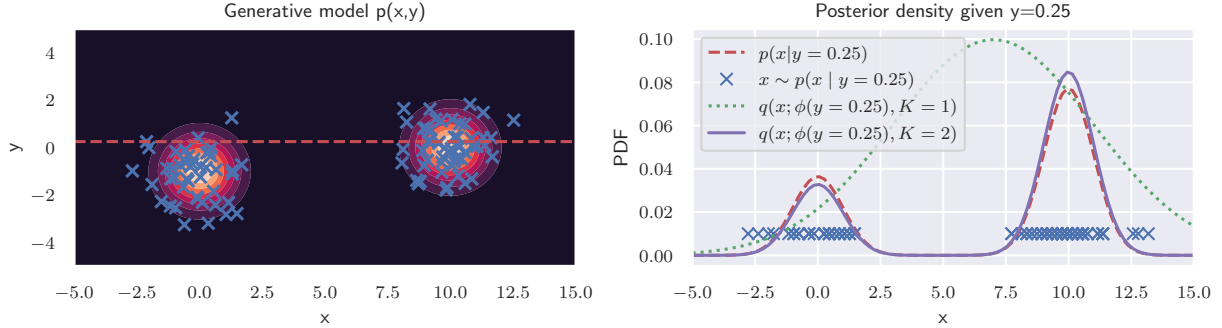 Generative model p(x,y)
4
2
0
−2
−4
y
−5.0 −2.5 0.0 2.5 5.0 7.5 10.0 12.5 15.0
x
Posterior density given y=0.25
0.10
0.08
0.06
0.04
0.02
0.00
PDF
p(x|y = 0.25)
x ∼ p(x | y = 0.25)
q(x; ϕ(y = 0.25), K = 1)
q(x; ϕ(y = 0.25), K = 2)
−5.0 −2.5 0.0 2.5 5.0 7.5 10.0 12.5 15.0
x